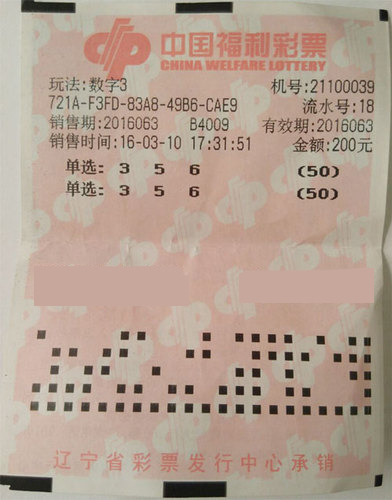 中国福利彩票
CHINA WELFARE LOTTERY
玩法:数字3 机号:21100039
721A-F3FD-83A8-49B6-CAE9 流水号:18
销售期:2016063 B4009 有效期:2016063
销售时间:16-03-10 17:31:51 金额:200元
单选: 3 5 6 (50)
单选: 3 5 6 (50)
辽宁省彩票发行中心承销